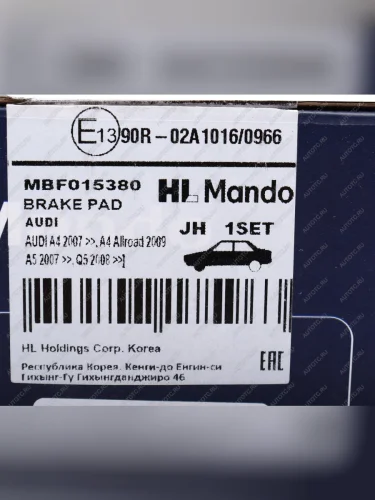 E13 90R - 02A1016/0966
MBF015380
HL Mando
BRAKE PAD
AUDI
JH 1SET
AUDI A4 2007 >>, A4 Allroad 2009
A5 2007 >>, Q5 2008 >>]
HL Holdings Corp. Korea
Республика Корея. Кенги-до Енгин-си
Гихынг-Гу Гихынгданджиро 46
EAC